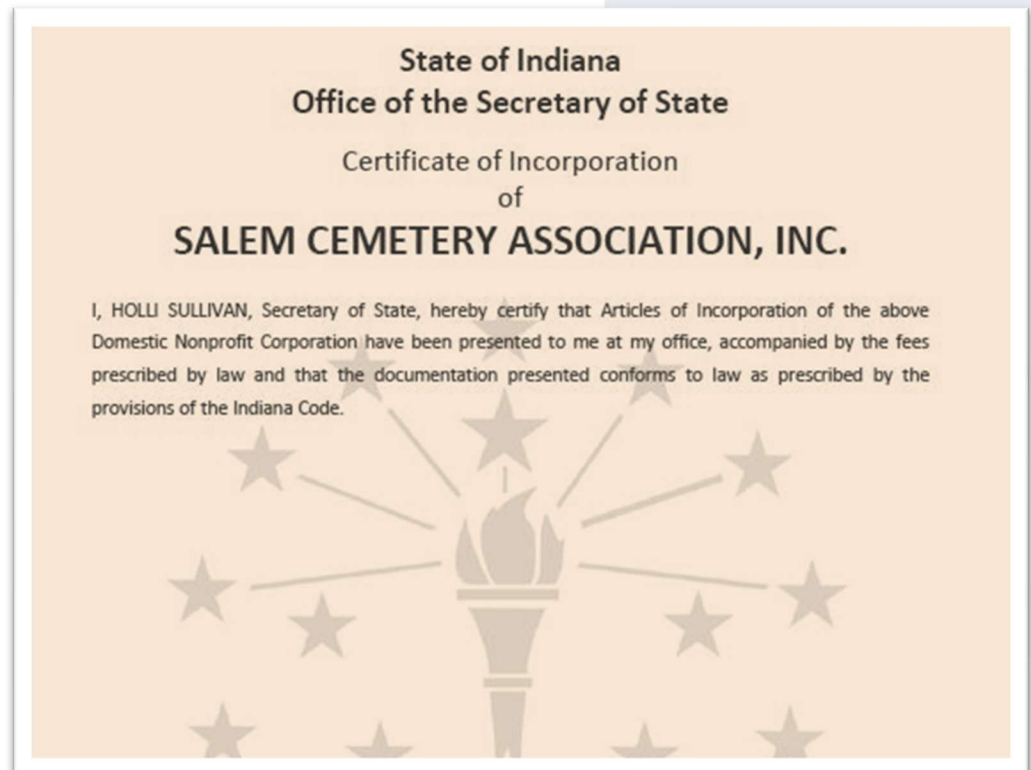 State of Indiana
Office of the Secretary of State
Certificate of Incorporation
of
SALEM CEMETERY ASSOCIATION, INC.
I, HOLLI SULLIVAN, Secretary of State, hereby certify that Articles of Incorporation of the above
Domestic Nonprofit Corporation have been presented to me at my office, accompanied by the fees
prescribed by law and that the documentation presented conforms to law as prescribed by the
provisions of the Indiana Code.